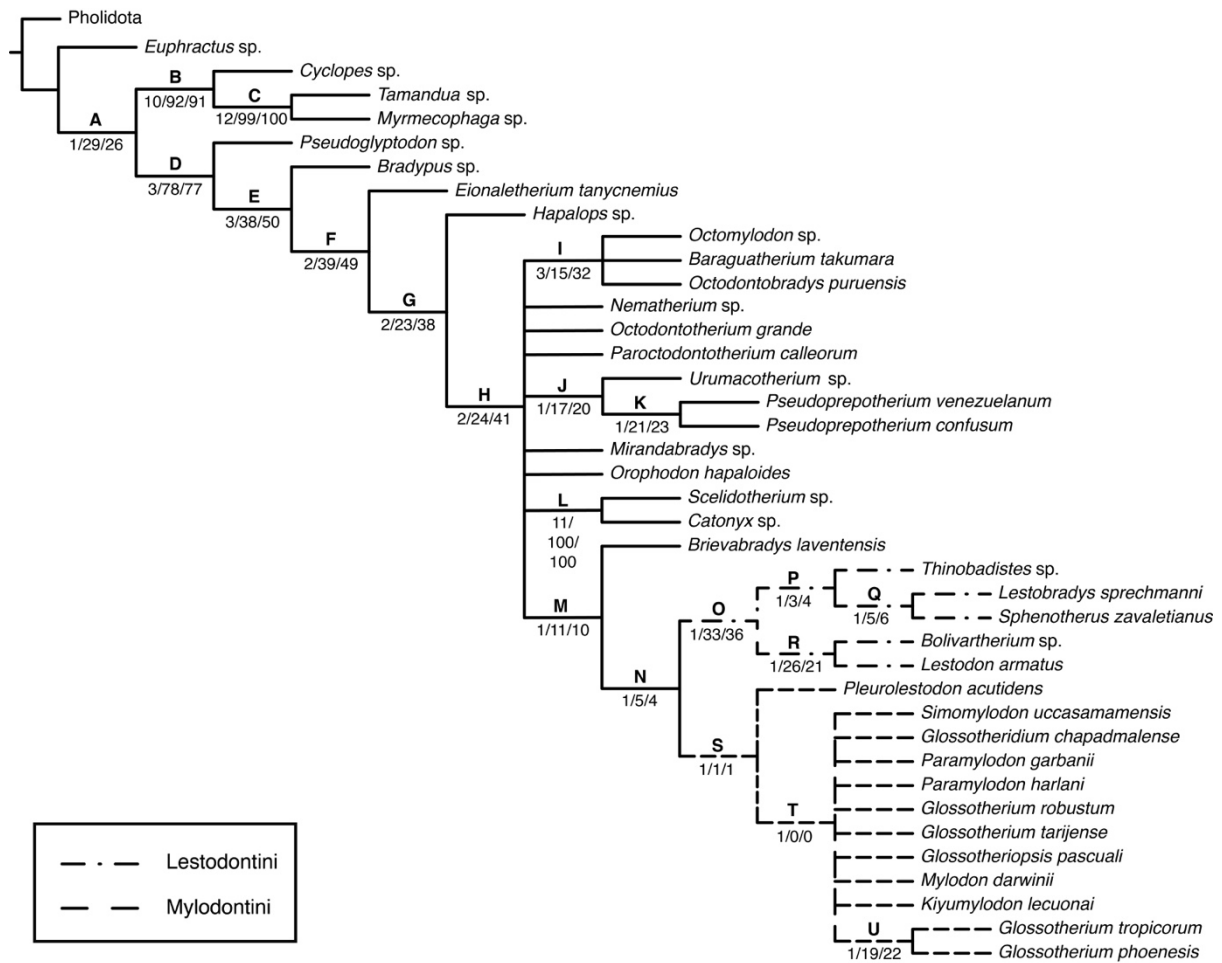 Pholidota
Euphractus sp.
B
Cyclopes sp.
10/92/91
C
Tamandua sp.
A
12/99/100
Myrmecophaga sp.
1/29/26
Pseudoglyptodon sp.
D
Bradypus sp.
3/78/77
E
Eionaletherium tanycnemius
3/38/50
Hapalops sp.
F
Octomylodon sp.
I
2/39/49
Baraguatherium takumara
3/15/32
Octodontobradys puruensis
G
Nematherium sp.
2/23/38
Octodontotherium grande
Paroctodontotherium calleorum
Urumacotherium sp.
J
H
1/17/20
K
Pseudoprepotherium venezuelanum
2/24/41
1/21/23
Pseudoprepotherium confusum
Mirandabradys sp.
Orophodon hapaloides
L
Scelidotherium sp.
11/
100/
100
Catonyx sp.
Brievabradys laventensis
P
Thinobadistes sp.
M
O
1/3/4
Q
Lestobradys sprechmanni
1/11/10
1/33/36
1/5/6
Sphenotherus zavaletianus
R
Bolivartherium sp.
N
1/26/21
Lestodon armatus
1/5/4
Pleurolestodon acutidens
Simomylodon uccasamamensis
S
Glossotheridium chapadmalense
1/1/1
Paramylodon garbanii
Paramylodon harlani
T
Glossotherium robustum
1/0/0
Glossotherium tarijense
Glossotheriopsis pascuali
Mylodon darwinii
Kiyumylodon lecuonai
U
Glossotherium tropicorum
1/19/22
Glossotherium phoenesis
Lestodontini
Mylodontini